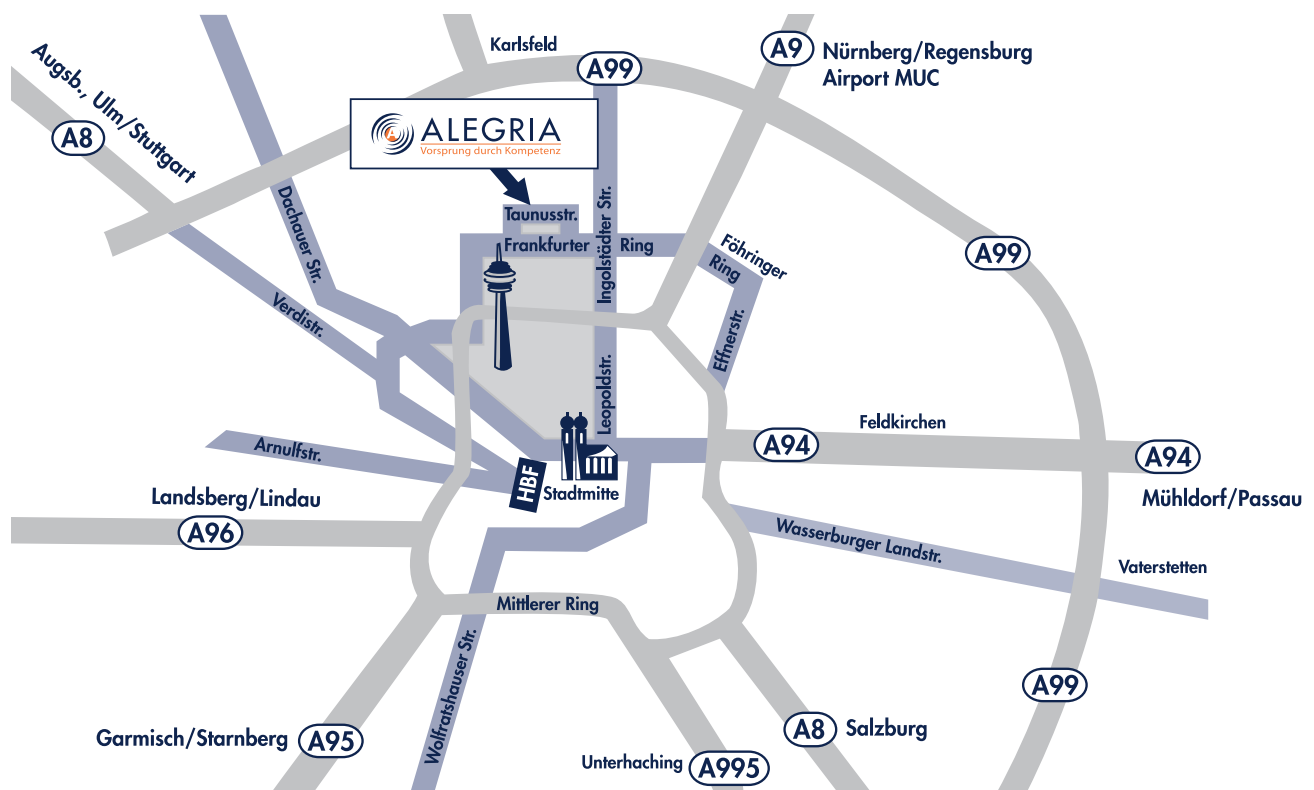 Karlsfeld
A99
A9
Nürnberg/Regensburg
Airport MUC
Augsb., Ulm/Stuttgart
A8
ALEGRIA
Vorsprung durch Kompetenz
Dachauer Str.
Taunusstr.
Ingolstädter Str.
Frankfurter
Ring
Föhringer
Ring
A99
Verdistr.
Effnerstr.
Leopoldstr.
Feldkirchen
A94
A94
Mühldorf/Passau
Arnulfstr.
HBF
Stadtmitte
Landsberg/Lindau
A96
Wasserburger Landstr.
Vaterstetten
Mittlerer Ring
Wolfratshauser Str.
A99
Garmisch/Starnberg
A95
A8
Salzburg
Unterhaching
A995